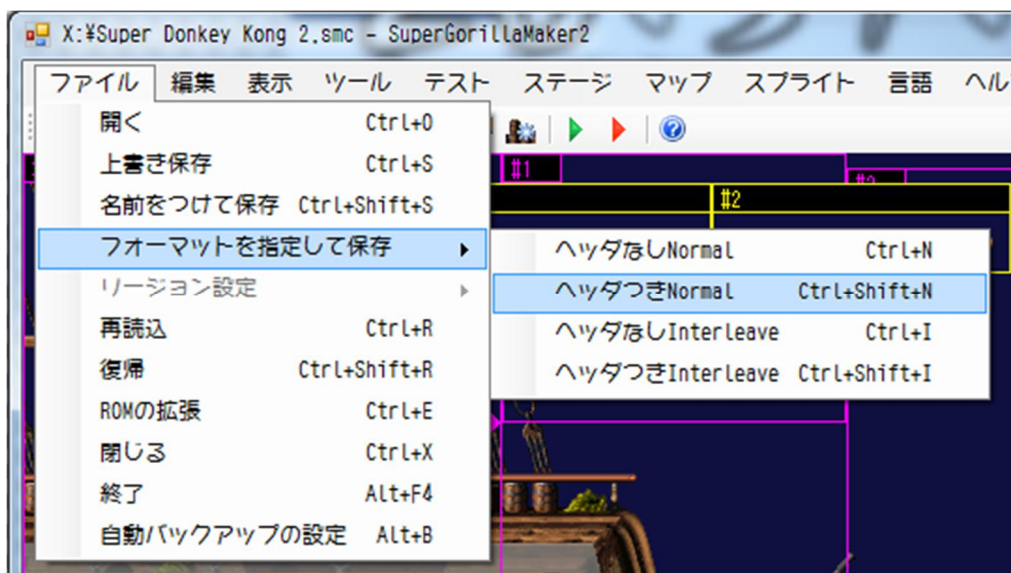 X:¥Super Donkey Kong 2.smc - SuperGorillaMaker2
ファイル 編集 表示 ツール テスト ステージ マップ スプライト 言語
#1
#2
開く Ctrl+O
上書き保存 Ctrl+S
名前をつけて保存 Ctrl+Shift+S
フォーマットを指定して保存
ヘッダなしNormal Ctrl+N
ヘッダつきNormal Ctrl+Shift+N
ヘッダなしInterleave Ctrl+I
ヘッダつきInterleave Ctrl+Shift+I
リージョン設定
再読込 Ctrl+R
復帰 Ctrl+Shift+R
ROMの拡張 Ctrl+E
閉じる Ctrl+X
終了 Alt+F4
自動バックアップの設定 Alt+B